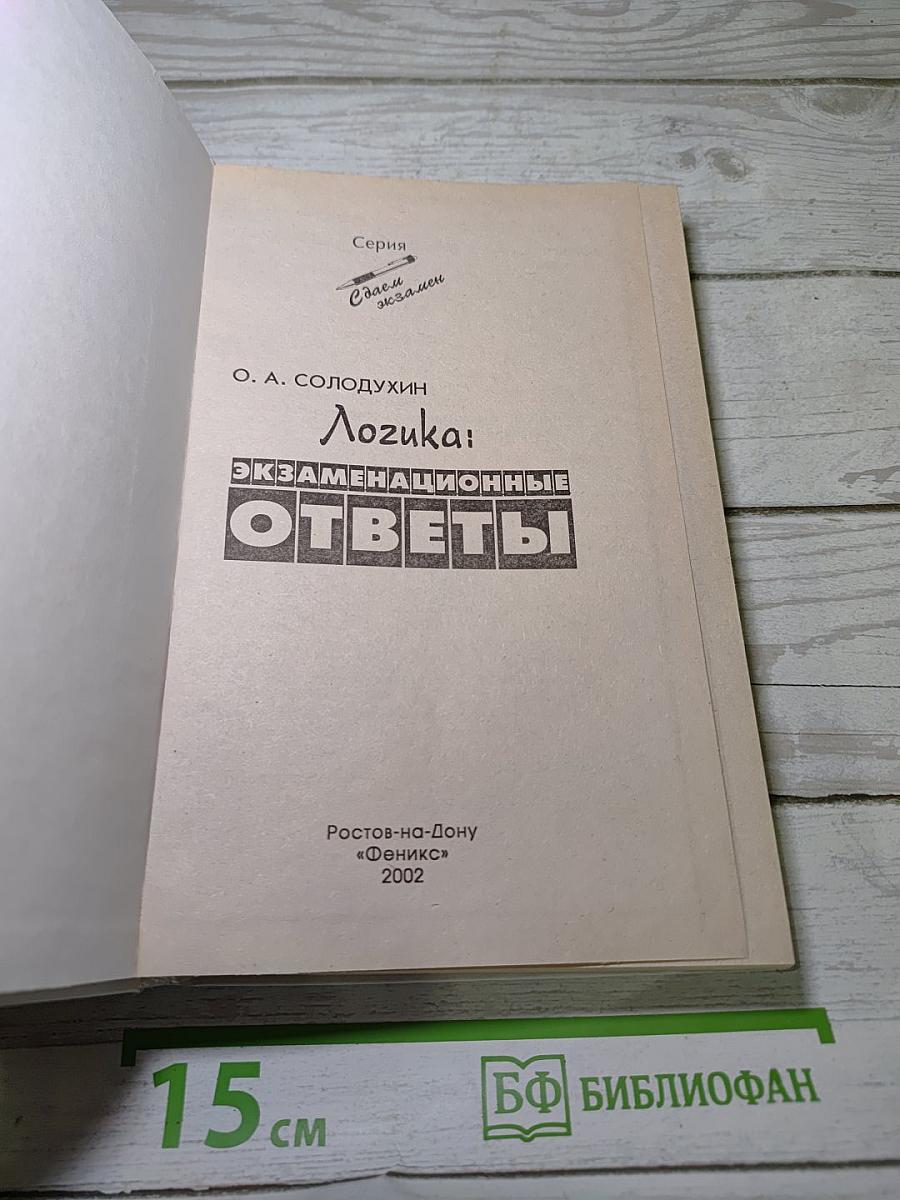 Серия
Сдаем
экзамен
О. А. СОЛОДУХИН
Логика:
ЭКЗАМЕНАЦИОННЫЕ
ОТВЕТЫ
Ростов-на-Дону
«Феникс»
2002
15 см
БФ БИБЛИОФАН